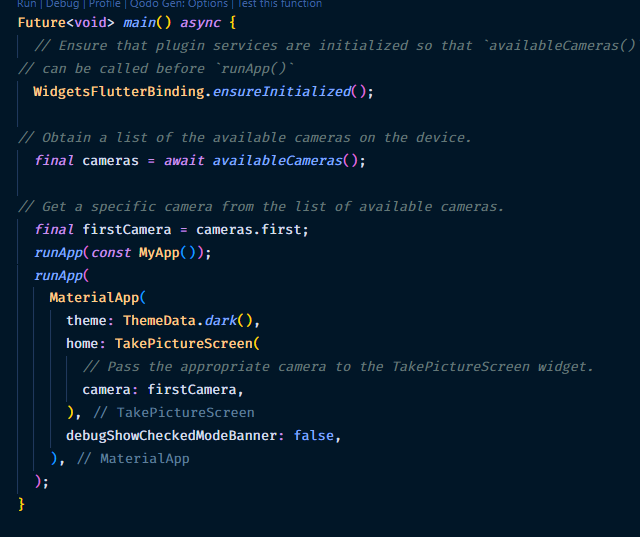 Run | Debug | Profile | Qodo Gen: Options | Test this function
Future<void> main() async {
// Ensure that plugin services are initialized so that `availableCameras()
// can be called before `runApp()`
WidgetsFlutterBinding.ensureInitialized();
// Obtain a list of the available cameras on the device.
final cameras = await availableCameras();
// Get a specific camera from the list of available cameras.
final firstCamera = cameras.first;
runApp(const MyApp());
runApp(
MaterialApp(
theme: ThemeData.dark(),
home: TakePictureScreen(
// Pass the appropriate camera to the TakePictureScreen widget.
camera: firstCamera,
), // TakePictureScreen
debugShowCheckedModeBanner: false,
), // MaterialApp
);
}